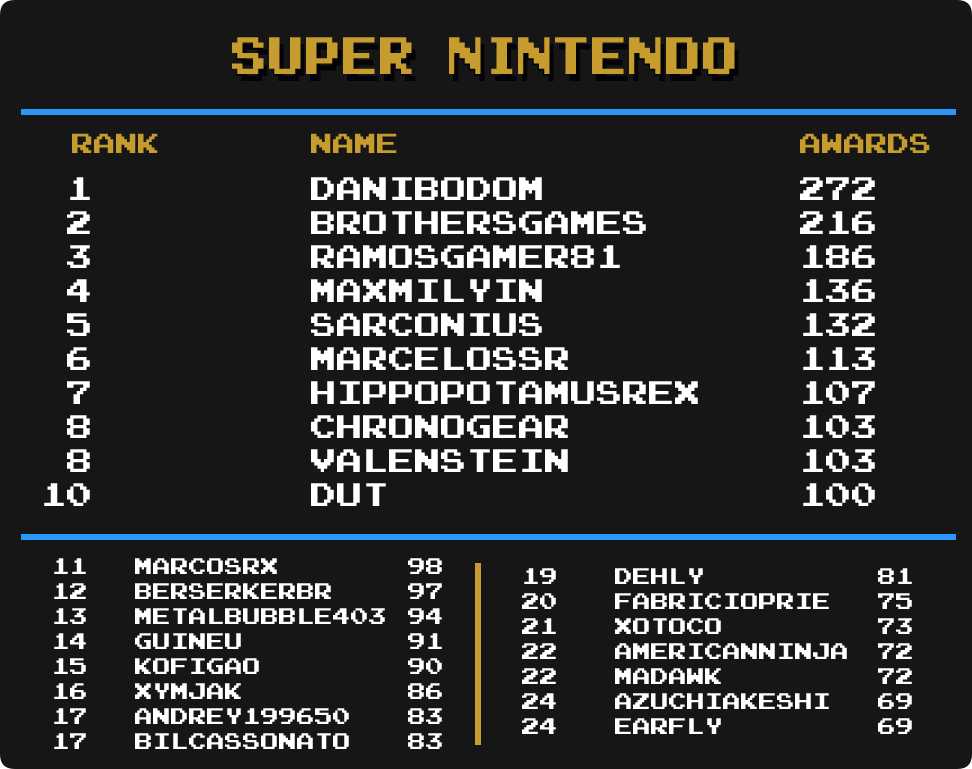 SUPER NINTENDO
RANK NAME AWARDS
1 DANIBODOM 272
2 BROTHERSGAMES 216
3 RAMOSGAMER81 186
4 MAXMILYIN 136
5 SARCONIUS 132
6 MARCELOSSR 113
7 HIPPOPOTAMUSREX 107
8 CHRONOGEAR 103
8 VALENSTEIN 103
10 DUT 100
11 MARCOSRX 98
12 BERSERKERBR 97
13 METALBUBBLE403 94
14 GUINEU 91
15 KOFIGAO 90
16 XYMJAK 86
17 ANDREY199650 83
17 BILCASSONATO 83
19 DEHLY 81
20 FABRICIOPRIE 75
21 XOTOCO 73
22 AMERICANNINJA 72
22 MADAWK 72
24 AZUCHIAKESHI 69
24 EARFLY 69